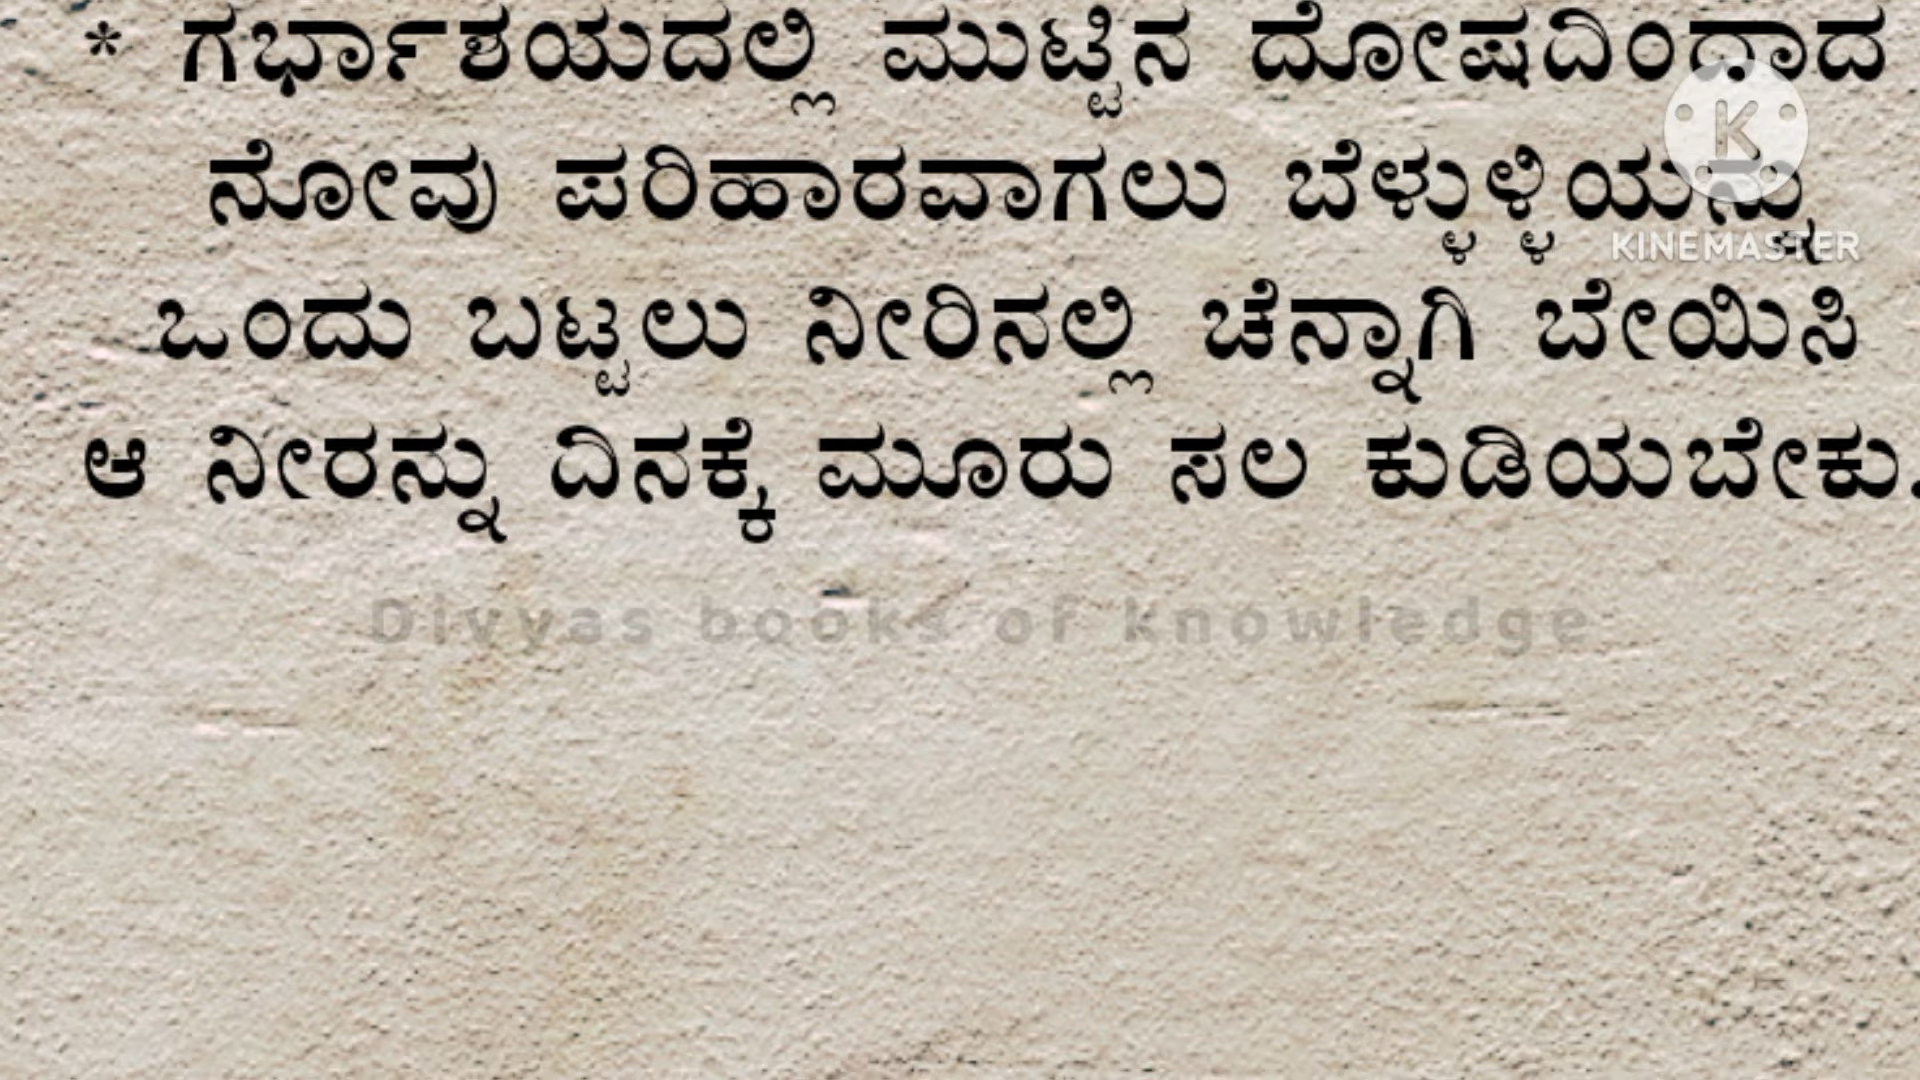 * ಗರ್ಭಾಶಯದಲ್ಲಿ ಮುಟ್ಟಿನ ದೋಷದಿಂದಾದ
ನೋವು ಪರಿಹಾರವಾಗಲು ಬೆಳ್ಳುಳ್ಳಿಯನ್ನು
KINEMASTER
ಒಂದು ಬಟ್ಟಲು ನೀರಿನಲ್ಲಿ ಚೆನ್ನಾಗಿ ಬೇಯಿಸಿ
ಆ ನೀರನ್ನು ದಿನಕ್ಕೆ ಮೂರು ಸಲ ಕುಡಿಯಬೇಕು.
Divyas books of knowledge